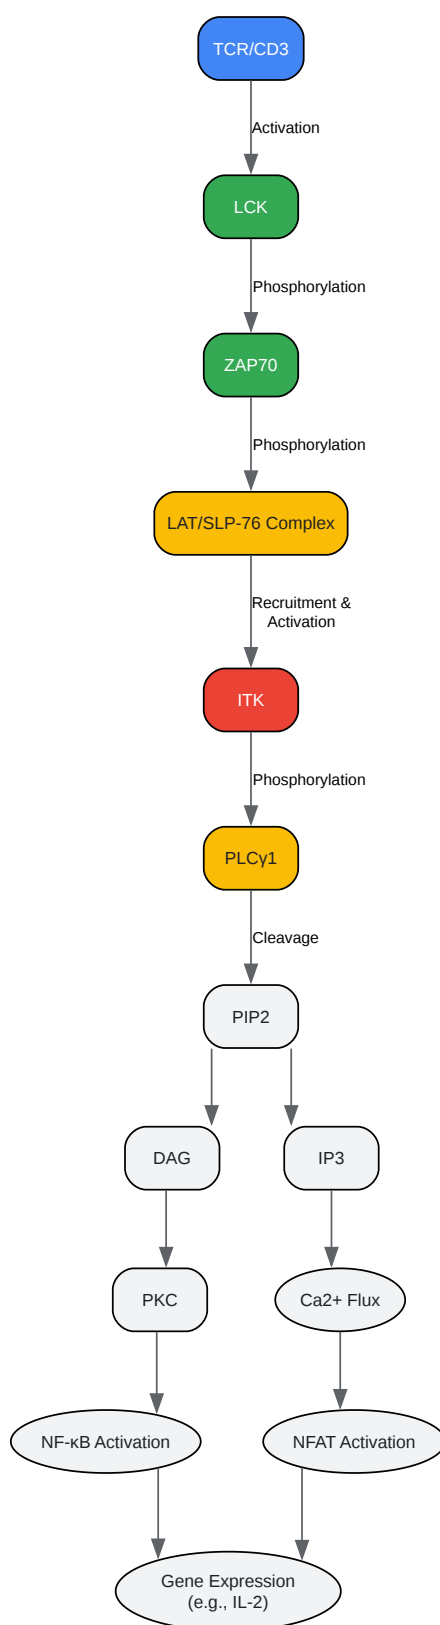 TCR/CD3
Activation
LCK
Phosphorylation
ZAP70
Phosphorylation
LAT/SLP-76 Complex
Recruitment &
Activation
ITK
Phosphorylation
PLCγ1
Cleavage
PIP2
DAG
IP3
PKC
Ca2+ Flux
NF-κB Activation
NFAT Activation
Gene Expression
(e.g., IL-2)